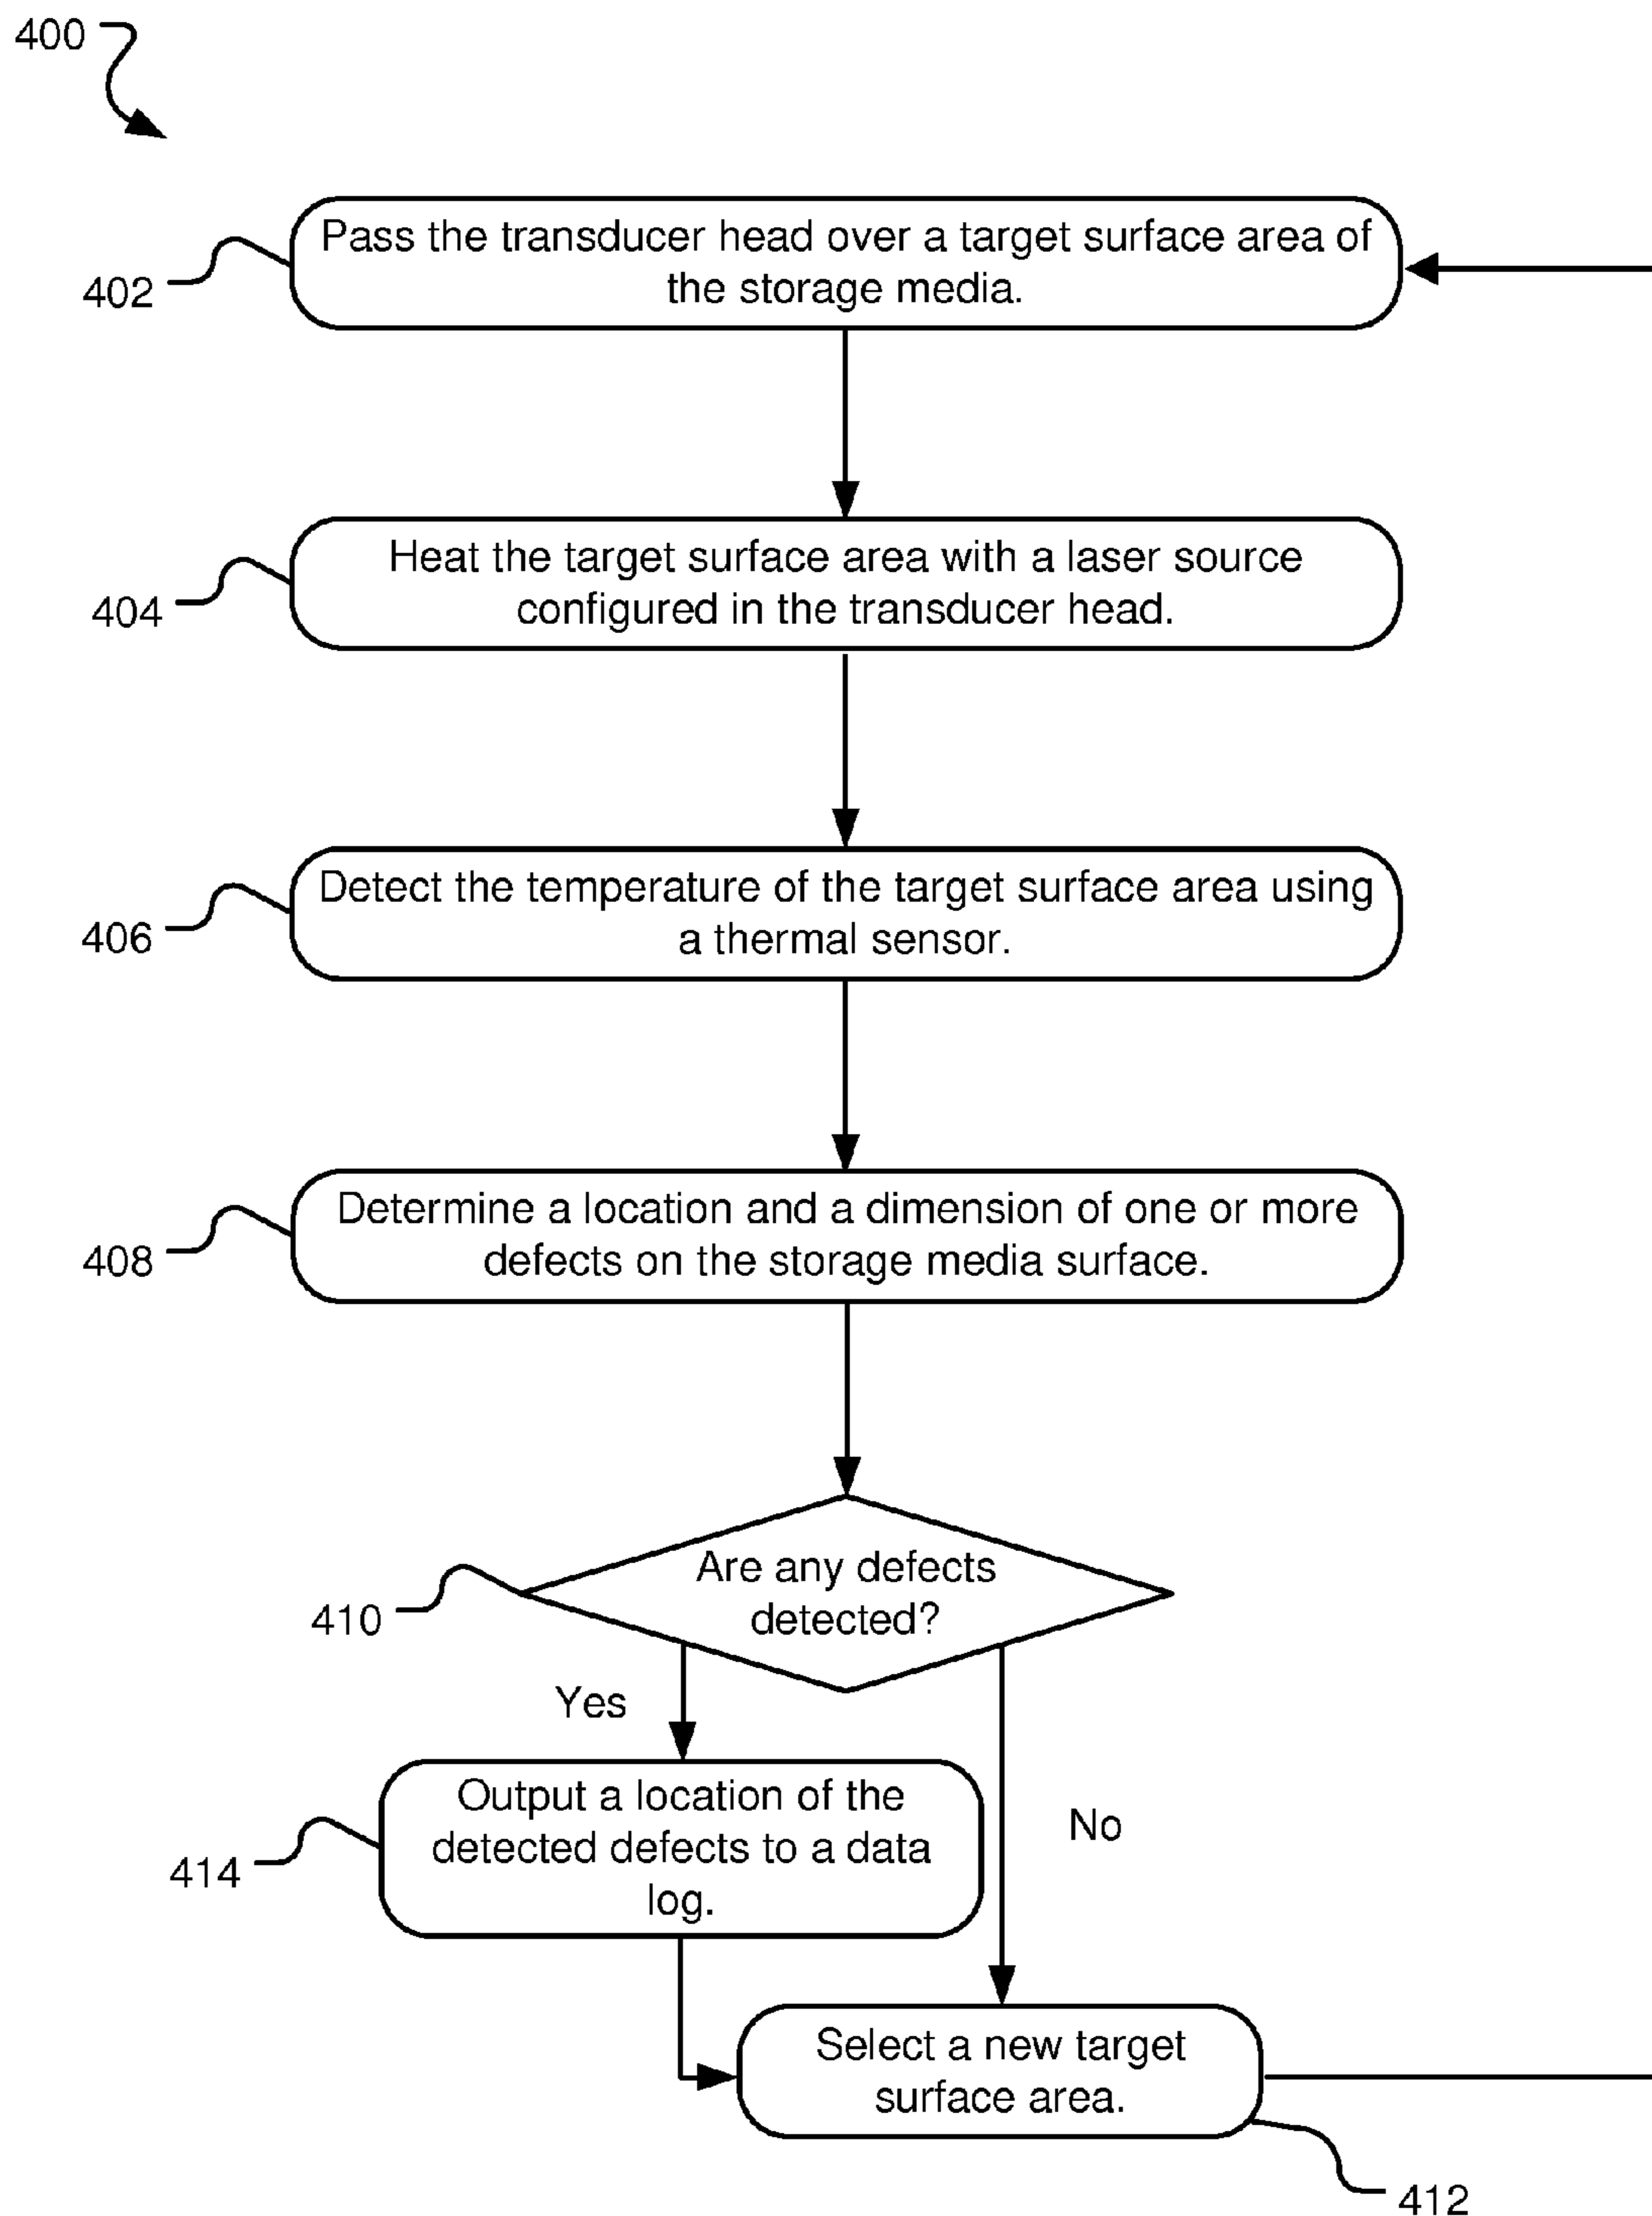 400
Pass the transducer head over a target surface area of
the storage media.
402
Heat the target surface area with a laser source
configured in the transducer head.
404
Detect the temperature of the target surface area using
a thermal sensor.
406
Determine a location and a dimension of one or more
defects on the storage media surface.
408
Are any defects
detected?
410
Yes
No
Output a location of the
detected defects to a data
log.
414
Select a new target
surface area.
412